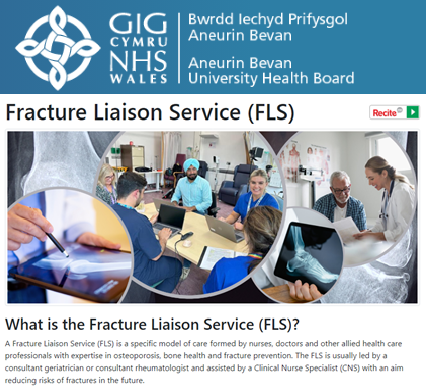 GIG
CYMRU
NHS
WALES
Bwrdd Iechyd Prifysgol
Aneurin Bevan
Aneurin Bevan
University Health Board
Fracture Liaison Service (FLS)
Recite
What is the Fracture Liaison Service (FLS)?
A Fracture Liaison Service (FLS) is a specific model of care formed by nurses, doctors and other allied health care
professionals with expertise in osteoporosis, bone health and fracture prevention. The FLS is usually led by a
consultant geriatrician or consultant rheumatologist and assisted by a Clinical Nurse Specialist (CNS) with an aim
reducing risks of fractures in the future.